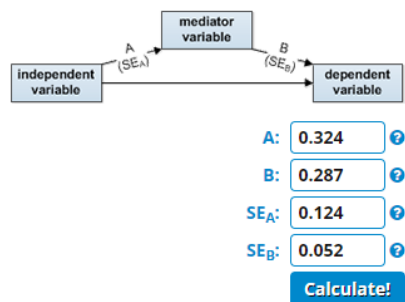 mediator
variable
A
(SEA)
B
(SEB)
independent
variable
dependent
variable
A: 0.324 ?
B: 0.287 ?
SEA: 0.124 ?
SEB: 0.052 ?
Calculate!